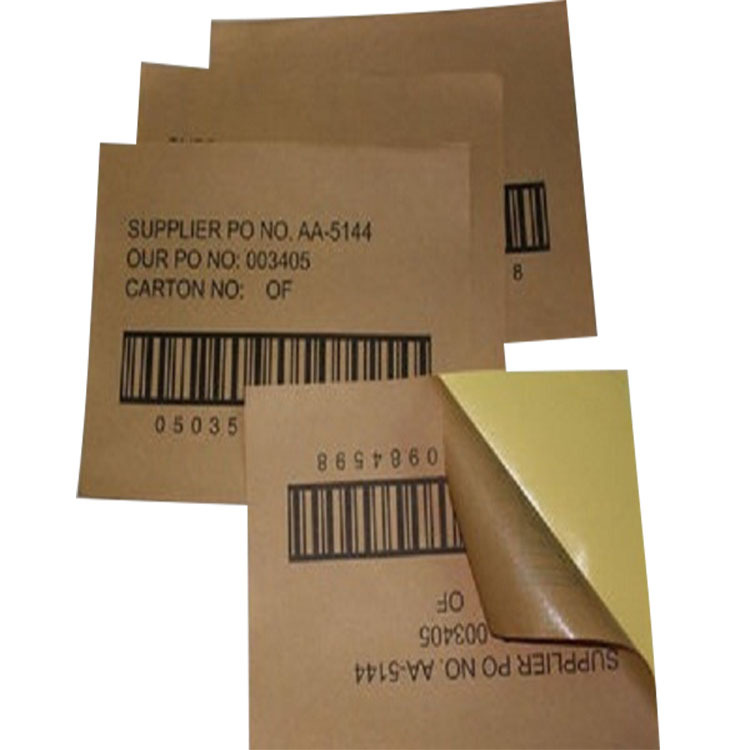 SUPPLIER PO NO. AA-5144
OUR PO NO: 003405
CARTON NO: OF
05035
8
SUPPLIER PO NO. AA-5144
003405
OF
0984598